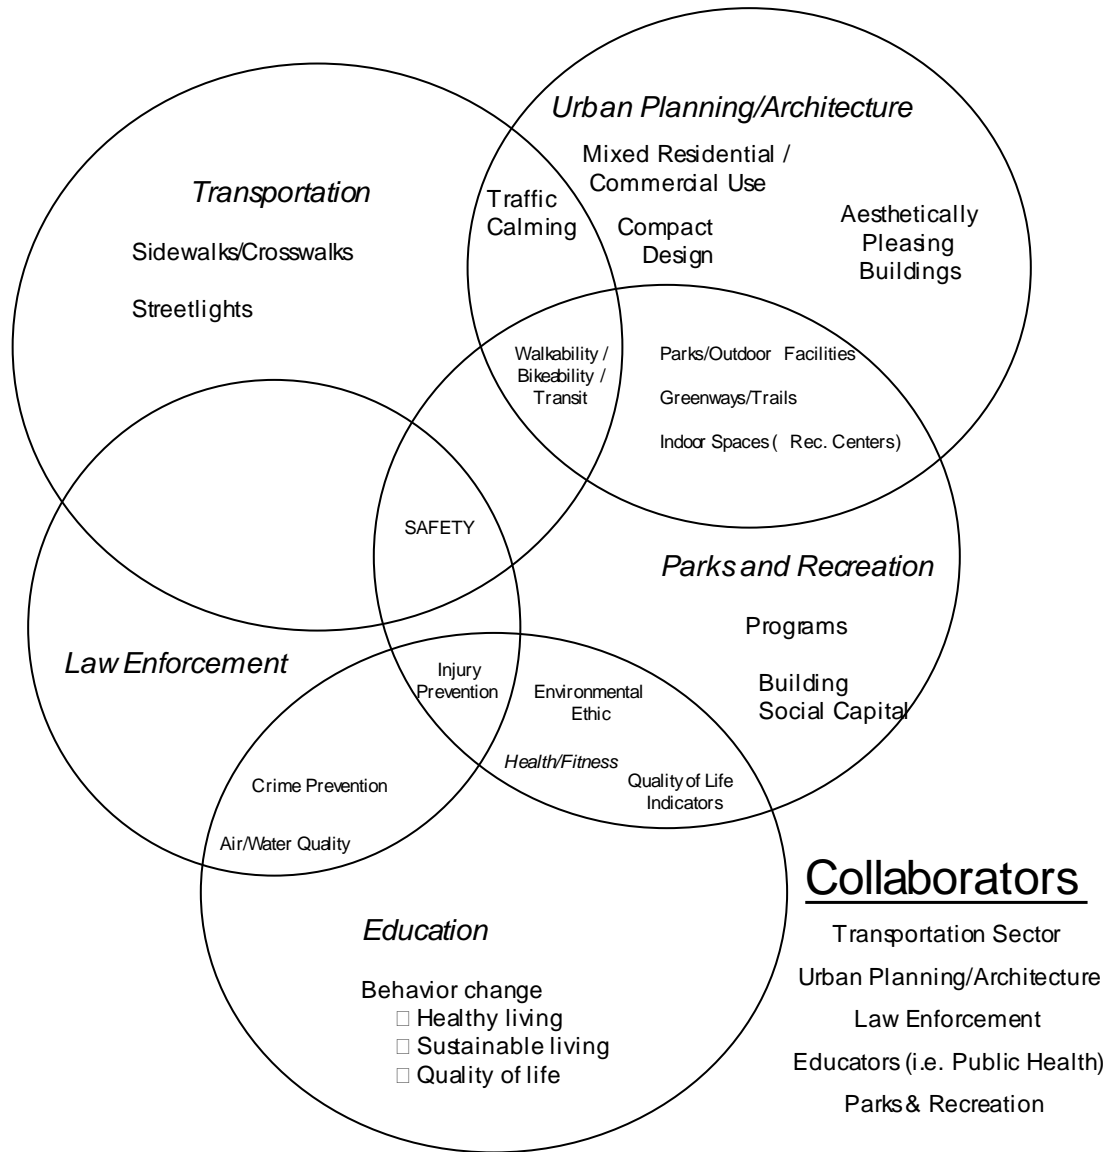 Urban Planning/Architecture
Mixed Residential /
Commercial Use
Transportation
Traffic
Calming
Compact
Design
Aesthetically
Pleasing
Buildings
Sidewalks/Crosswalks
Streetlights
Walkability /
Bikeability /
Transit
Parks/Outdoor Facilities
Greenways/Trails
Indoor Spaces ( Rec. Centers)
SAFETY
Parks and Recreation
Programs
Building
Social Capital
Law Enforcement
Injury
Prevention
Environmental
Ethic
Health/Fitness
Quality of Life
Indicators
Crime Prevention
Air/Water Quality
Education
Behavior change
□ Healthy living
□ Sustainable living
□ Quality of life
Collaborators
Transportation Sector
Urban Planning/Architecture
Law Enforcement
Educators (i.e. Public Health)
Parks & Recreation